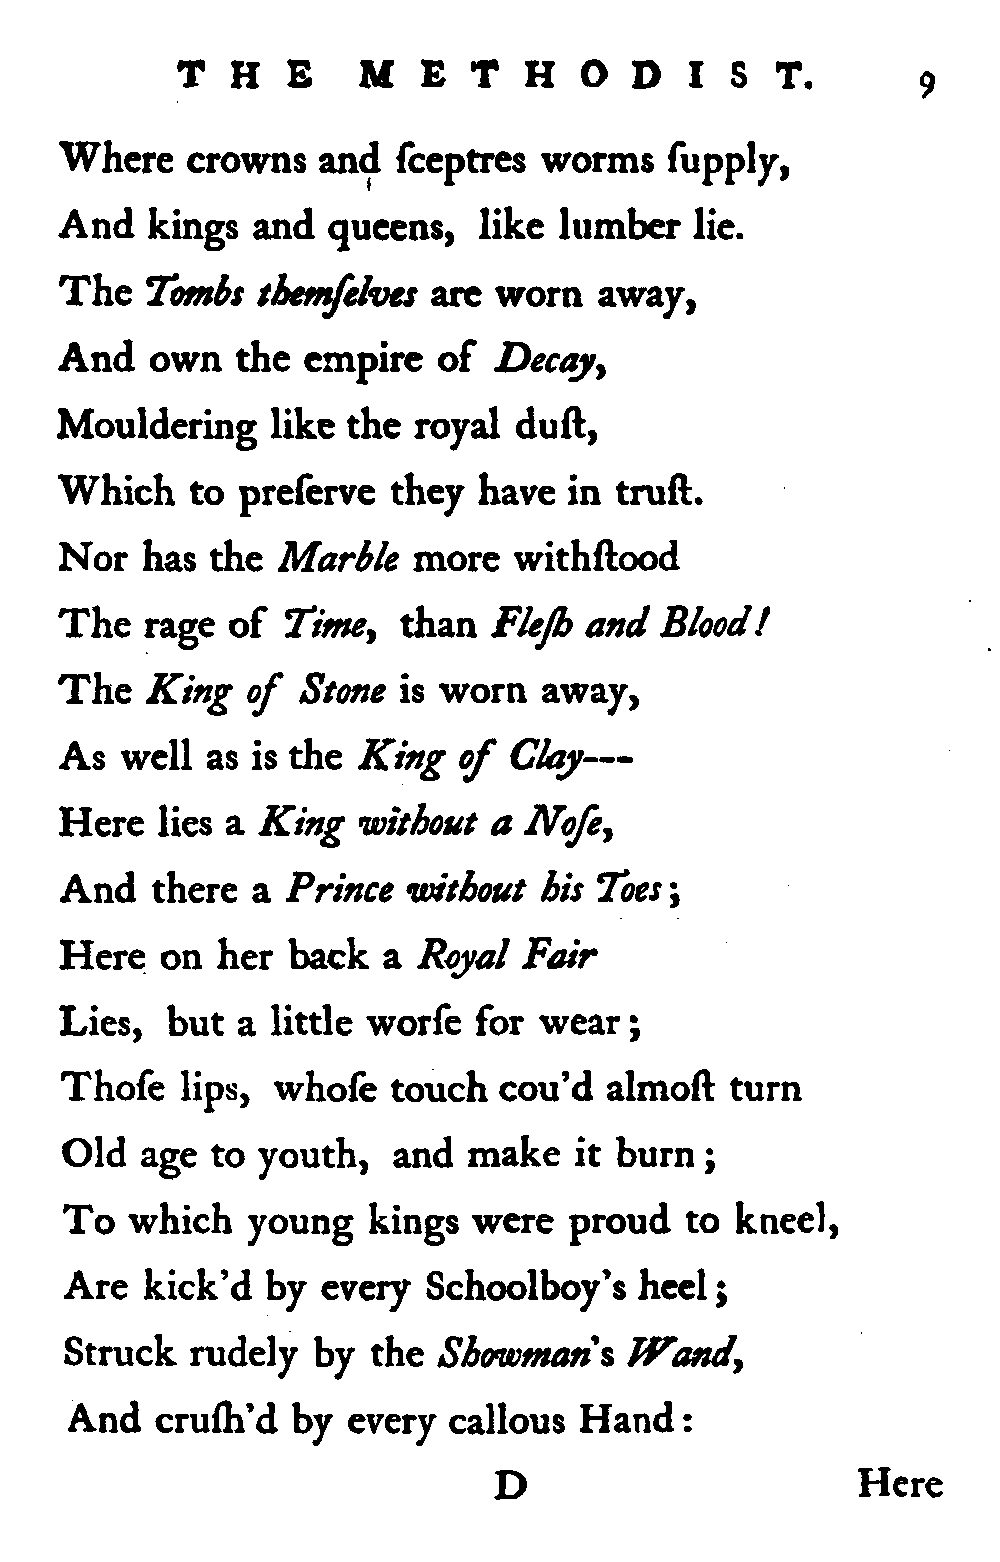 THE METHODIST. 9
Where crowns and ſceptres worms ſupply,
And kings and queens, like lumber lie.
The Tombs themſelves are worn away,
And own the empire of Decay,
Mouldering like the royal duſt,
Which to preſerve they have in truſt.
Nor has the Marble more withſtood
The rage of Time, than Fleſh and Blood!
The King of Stone is worn away,
As well as is the King of Clay---
Here lies a King without a Noſe,
And there a Prince without his Toes;
Here on her back a Royal Fair
Lies, but a little worſe for wear;
Thoſe lips, whoſe touch cou'd almoſt turn
Old age to youth, and make it burn;
To which young kings were proud to kneel,
Are kick'd by every Schoolboy's heel;
Struck rudely by the Showman's Wand,
And cruſh'd by every callous Hand:
D Here